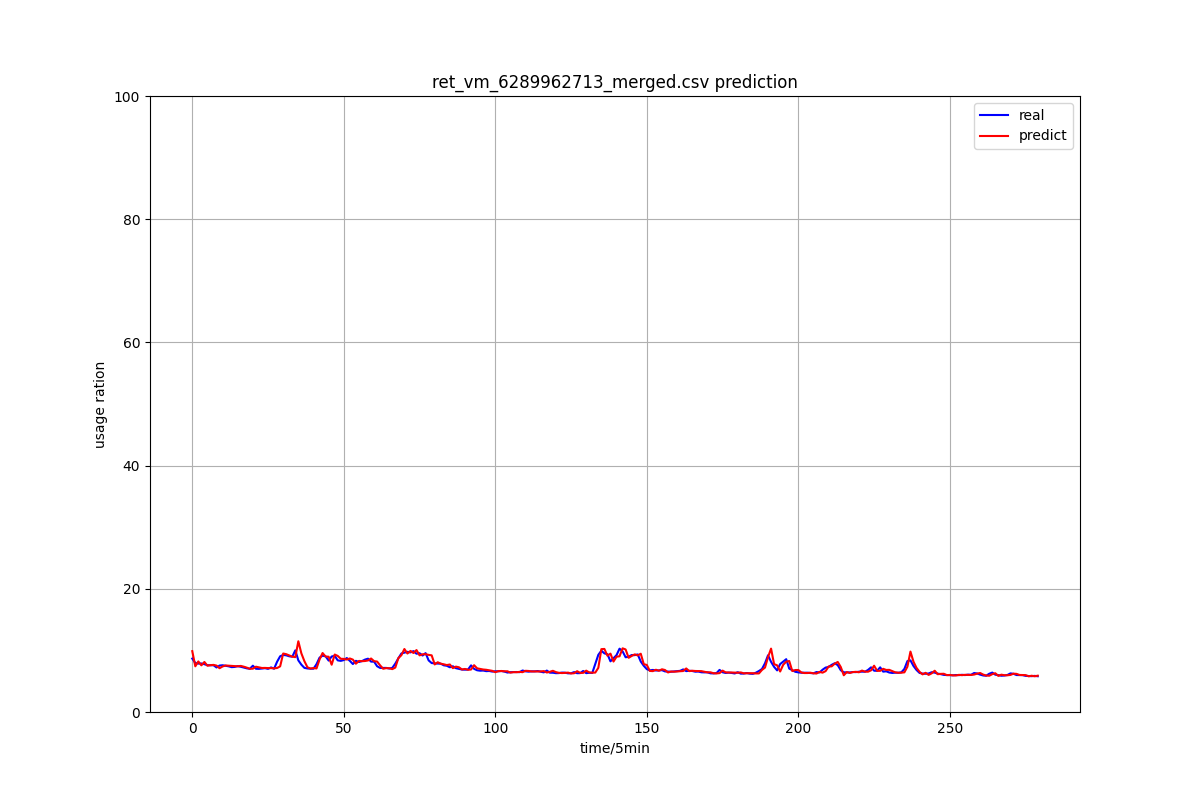 ret_vm_6289962713_merged.csv prediction
real
predict
100
80
60
40
20
0
usage ration
0 50 100 150 200 250
time/5min